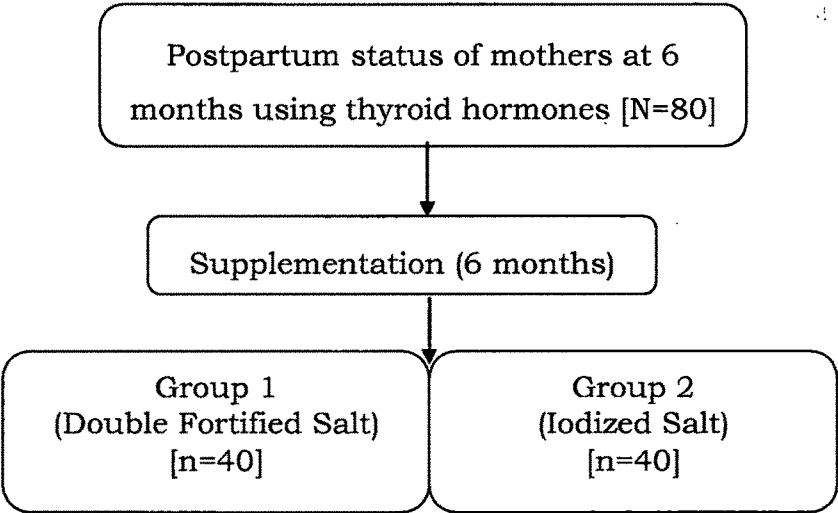 Postpartum status of mothers at 6
months using thyroid hormones [N=80]
Supplementation (6 months)
Group 1
(Double Fortified Salt)
[n=40]
Group 2
(Iodized Salt)
[n=40]